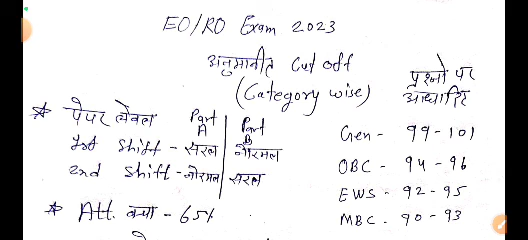 EO/RO Exam 2023
अनुमानीत Cut off
(Category wise)
प्रश्नो पर
आधारित
* पेपर लेवल Part A Part B
1st Shift - सरल नोरमल
2nd Shift - नोरमल सरल
* Att. बच्चा - 65%
Gen - 99-101
OBC - 94-96
EWS - 92-95
MBC - 90-93